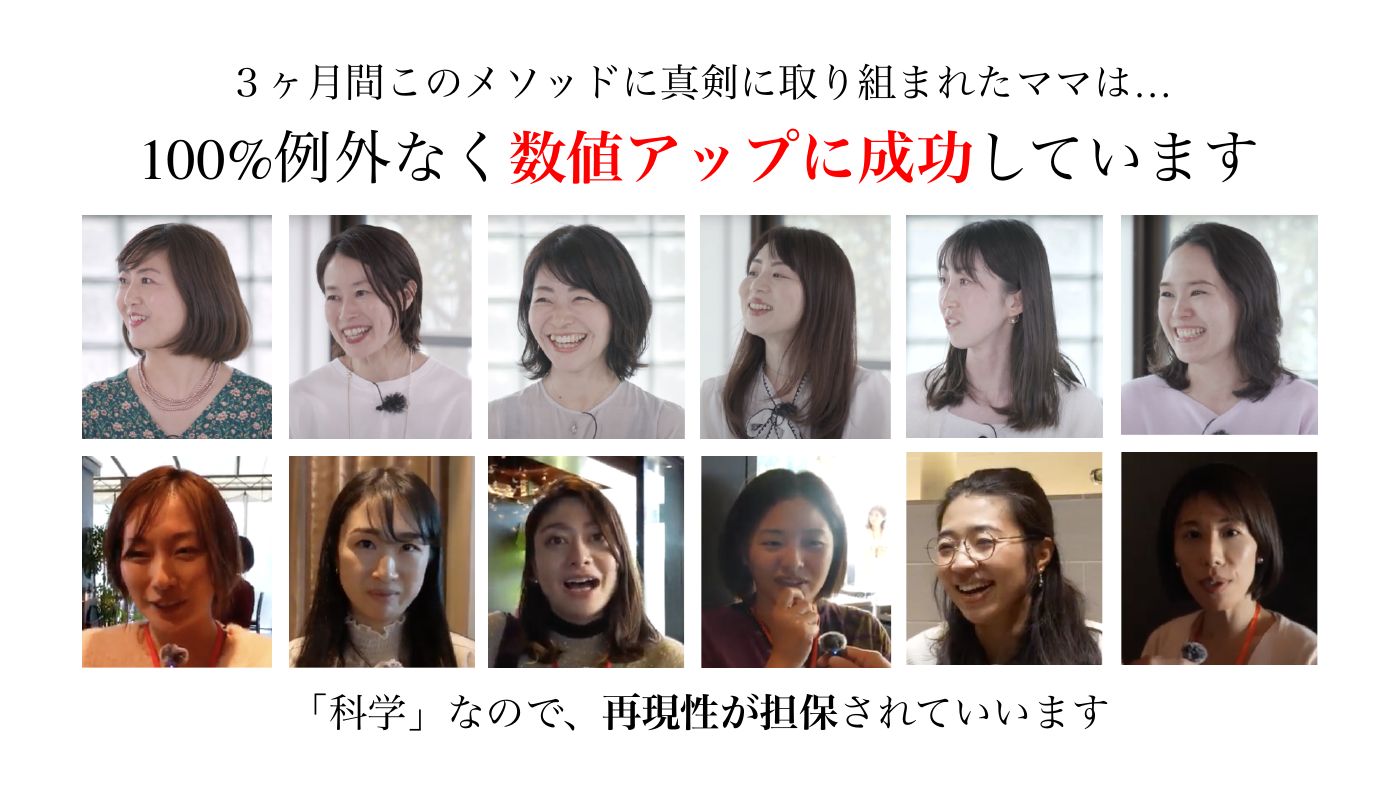 ３ヶ月間このメソッドに真剣に取り組まれたママは…
100%例外なく数値アップに成功しています
「科学」なので、再現性が担保されていいます